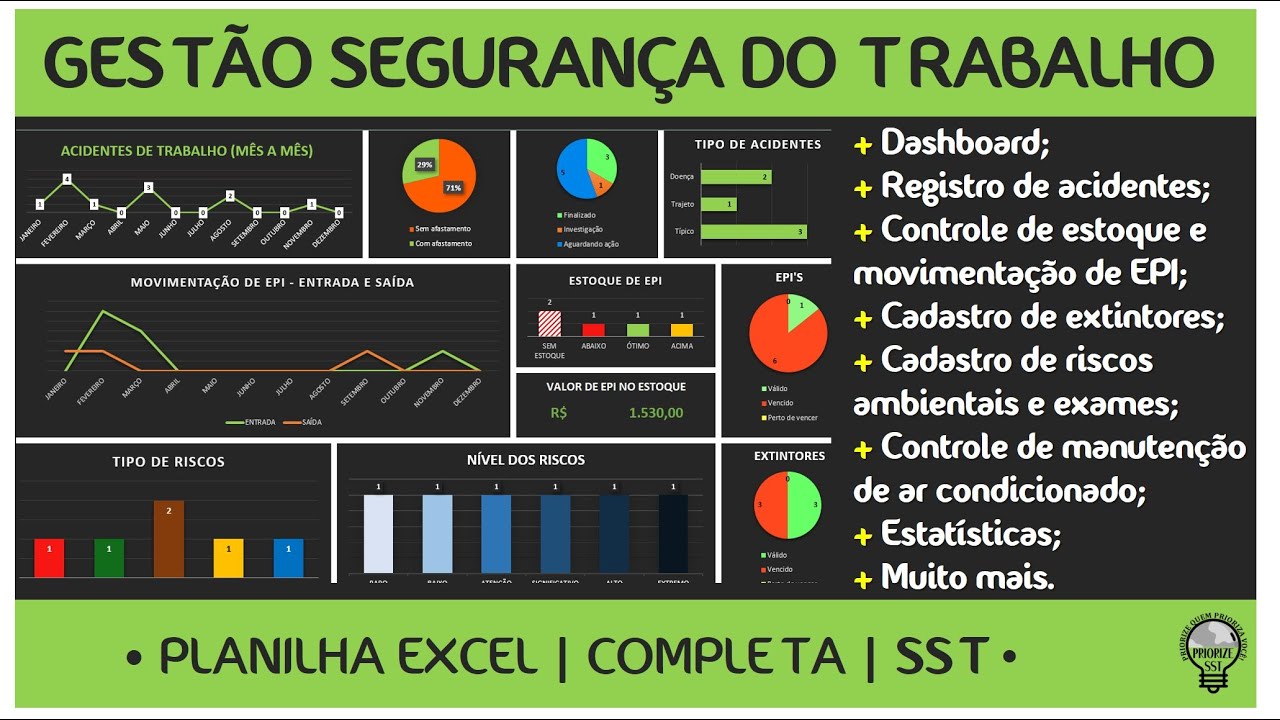 GESTÃO SEGURANÇA DO TRABALHO
ACIDENTES DE TRABALHO (MÊS A MÊS)
1 4 1 0 3 0 0 2 0 0 1 0
JANEIRO FEVEREIRO MARÇO ABRIL MAIO JUNHO JULHO AGOSTO SETEMBRO OUTUBRO NOVEMBRO DEZEMBRO
29%
71%
Sem afastamento
Com afastamento
3
5
1
Finalizado
Investigação
Aguardando ação
TIPO DE ACIDENTES
Doença 2
Trajeto 1
Típico 3
+ Dashboard;
+ Registro de acidentes;
+ Controle de estoque e
movimentação de EPI;
+ Cadastro de extintores;
+ Cadastro de riscos
ambientais e exames;
+ Controle de manutenção
de ar condicionado;
+ Estatísticas;
+ Muito mais.
MOVIMENTAÇÃO DE EPI - ENTRADA E SAÍDA
JANEIRO FEVEREIRO MARÇO ABRIL MAIO JUNHO JULHO AGOSTO SETEMBRO OUTUBRO NOVEMBRO DEZEMBRO
ENTRADA SAÍDA
ESTOQUE DE EPI
2 1 1 1
SEM ABAIXO ÓTIMO ACIMA
ESTOQUE
VALOR DE EPI NO ESTOQUE
R$ 1.530,00
EPI'S
0
1
6
Válido
Vencido
Perto de vencer
TIPO DE RISCOS
1 1 2 1 1
NÍVEL DOS RISCOS
1 1 1 1 1 1
RARO BAIXO ATENÇÃO SIGNIFICATIVO ALTO EXTREMO
EXTINTORES
0
3 3
Válido
Vencido
Perto de vencer
• PLANILHA EXCEL | COMPLETA | SST •
PRIORIZE QUEM PRIORIZA VOCÊ
PRIORIZE
SST